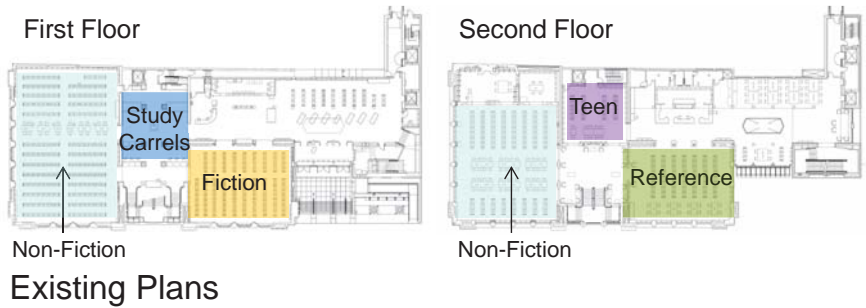 First Floor
Second Floor
Study
Carrels
Fiction
Non-Fiction
Teen
Reference
Non-Fiction
Existing Plans